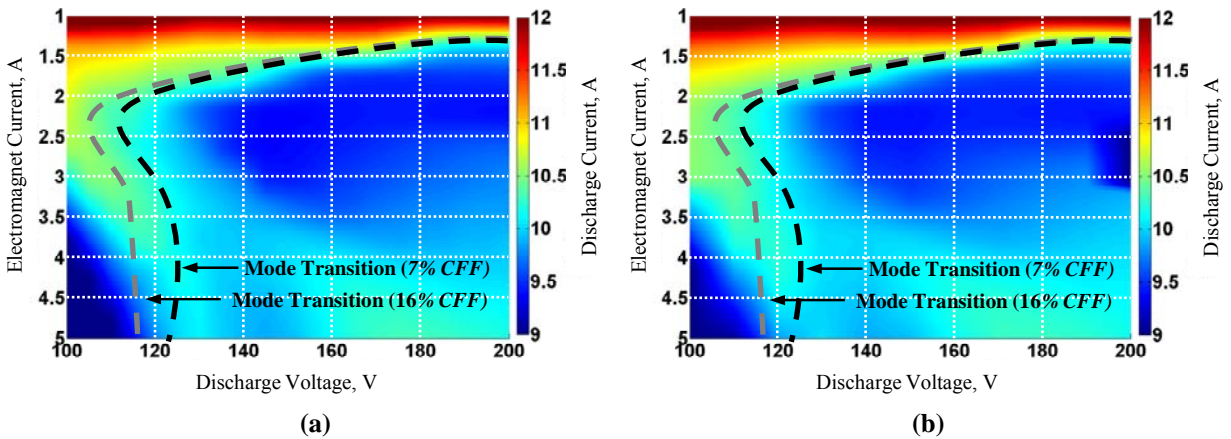 1
1.5
2
2.5
3
3.5
4
4.5
5
Electromagnet Current, A
100 120 140 160 180 200
Discharge Voltage, V
Mode Transition (7% CFF)
Mode Transition (16% CFF)
12
11.5
11
10.5
10
9.5
9
Discharge Current, A
(a)
1
1.5
2
2.5
3
3.5
4
4.5
5
Electromagnet Current, A
100 120 140 160 180 200
Discharge Voltage, V
Mode Transition (7% CFF)
Mode Transition (16% CFF)
12
11.5
11
10.5
10
9.5
9
Discharge Current, A
(b)